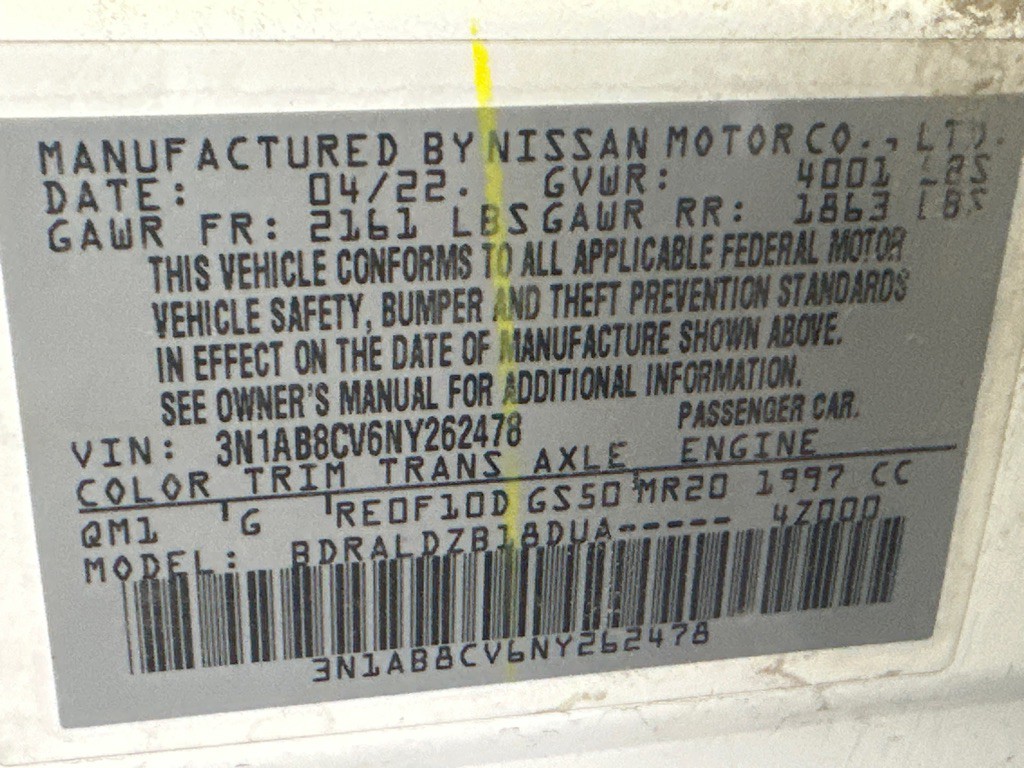 MANUFACTURED BY NISSAN MOTOR CO., LTD.
DATE: 04/22. GVWR: 4001 LBS
GAWR FR: 2161 LBS GAWR RR: 1863 LBS
THIS VEHICLE CONFORMS TO ALL APPLICABLE FEDERAL MOTOR
VEHICLE SAFETY, BUMPER AND THEFT PREVENTION STANDARDS
IN EFFECT ON THE DATE OF MANUFACTURE SHOWN ABOVE.
SEE OWNER'S MANUAL FOR ADDITIONAL INFORMATION.
VIN: 3N1AB8CV6NY262478 PASSENGER CAR.
COLOR TRIM TRANS AXLE ENGINE
QM1 G RE0F10D GS50 MR20 1997 CC
MODEL: BDRALDZB18DUA----- 4Z000
3N1AB8CV6NY262478